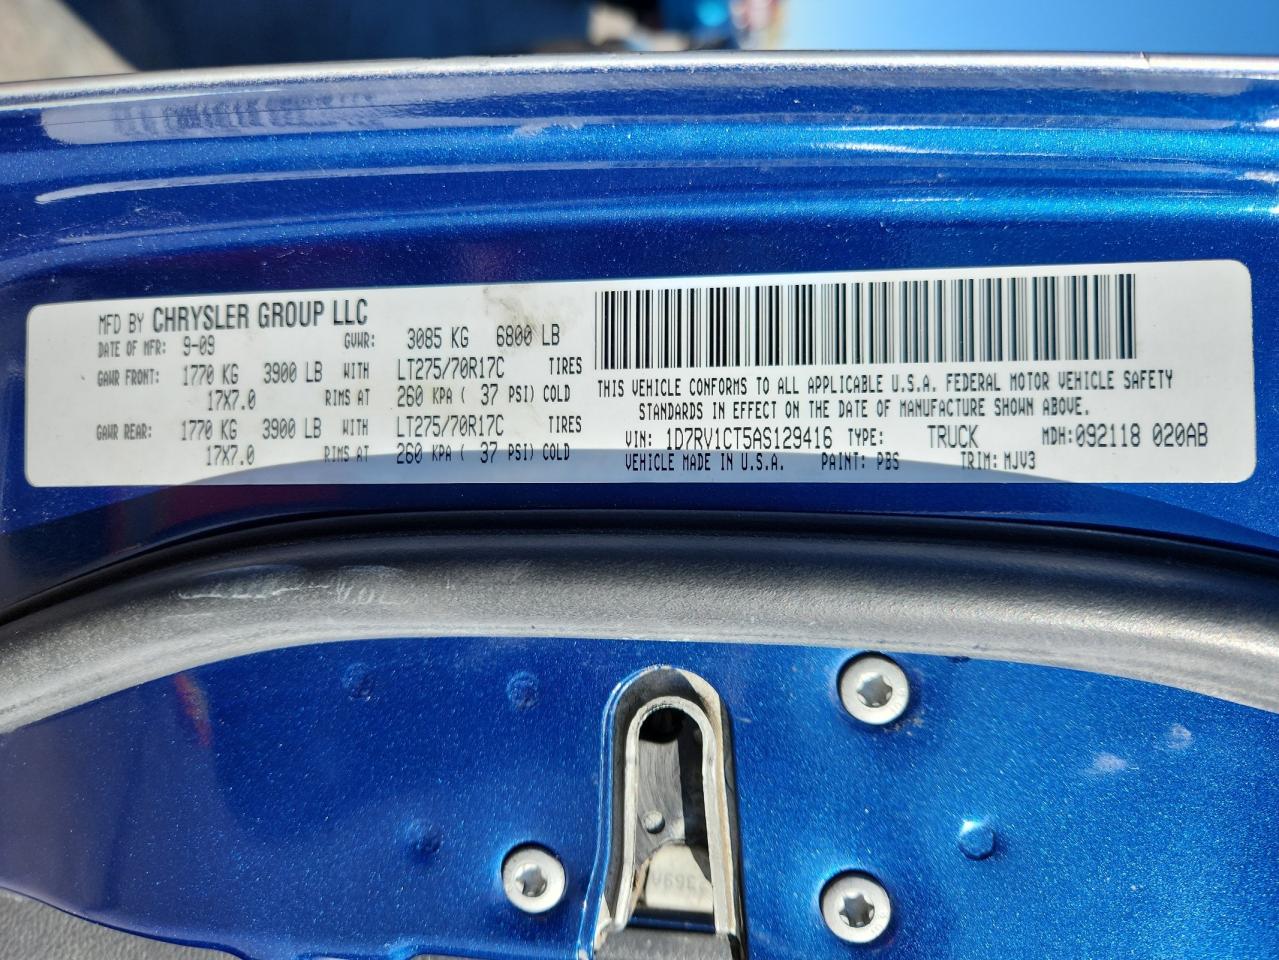 MFD BY CHRYSLER GROUP LLC
DATE OF MFR: 9-09 GVWR: 3085 KG 6800 LB
GAWR FRONT: 1770 KG 3900 LB WITH LT275/70R17C TIRES
17X7.0 RIMS AT 260 KPA ( 37 PSI) COLD
GAWR REAR: 1770 KG 3900 LB WITH LT275/70R17C TIRES
17X7.0 RIMS AT 260 KPA ( 37 PSI) COLD
THIS VEHICLE CONFORMS TO ALL APPLICABLE U.S.A. FEDERAL MOTOR VEHICLE SAFETY
STANDARDS IN EFFECT ON THE DATE OF MANUFACTURE SHOWN ABOVE.
VIN: 1D7RV1CT5AS129416 TYPE: TRUCK MDH: 092118 020AB
VEHICLE MADE IN U.S.A. PAINT: PBS TRIM: MJV3